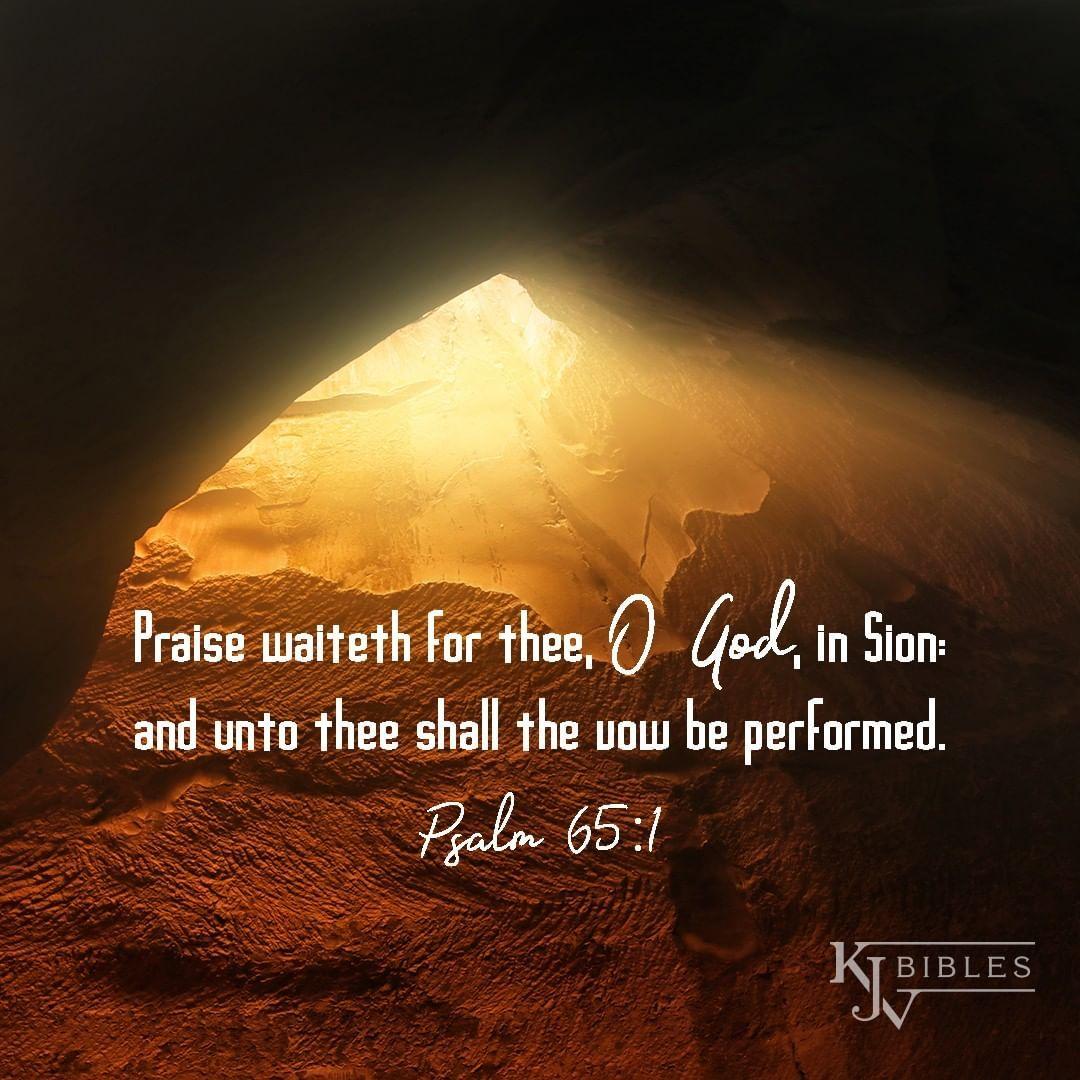 Praise waiteth for thee, O God, in Sion:
and unto thee shall the vow be performed.
Psalm 65:1
KJV BIBLES